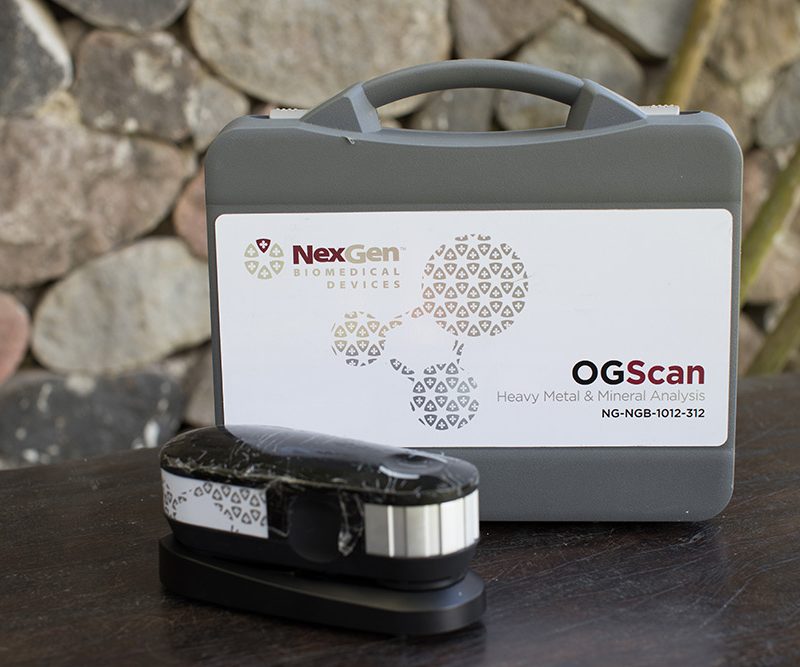 NexGen™
BIOMEDICAL
DEVICES
OGScan
Heavy Metal & Mineral Analysis
NG-NGB-1012-312